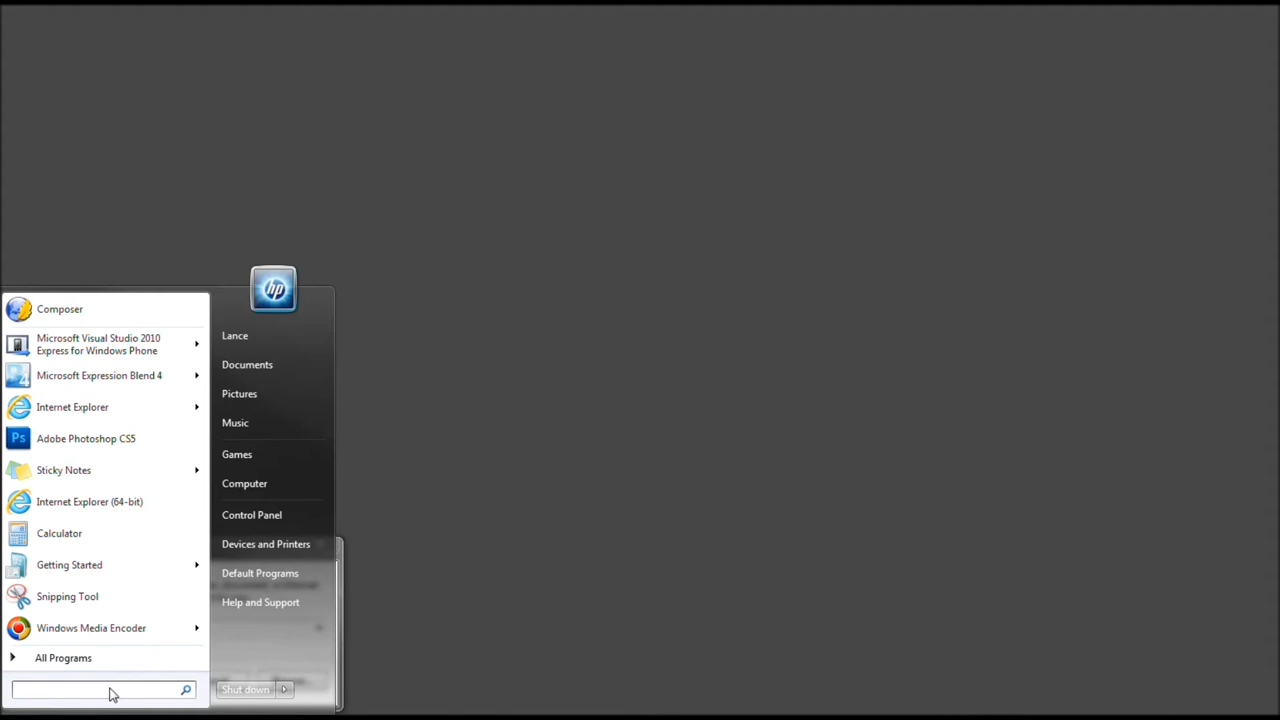 hp
Composer
Microsoft Visual Studio 2010
Express for Windows Phone
Microsoft Expression Blend 4
Internet Explorer
Ps
Adobe Photoshop CS5
Sticky Notes
Internet Explorer (64-bit)
Calculator
Getting Started
Snipping Tool
Windows Media Encoder
All Programs
Lance
Documents
Pictures
Music
Games
Computer
Control Panel
Devices and Printers
Default Programs
Help and Support
Shut down